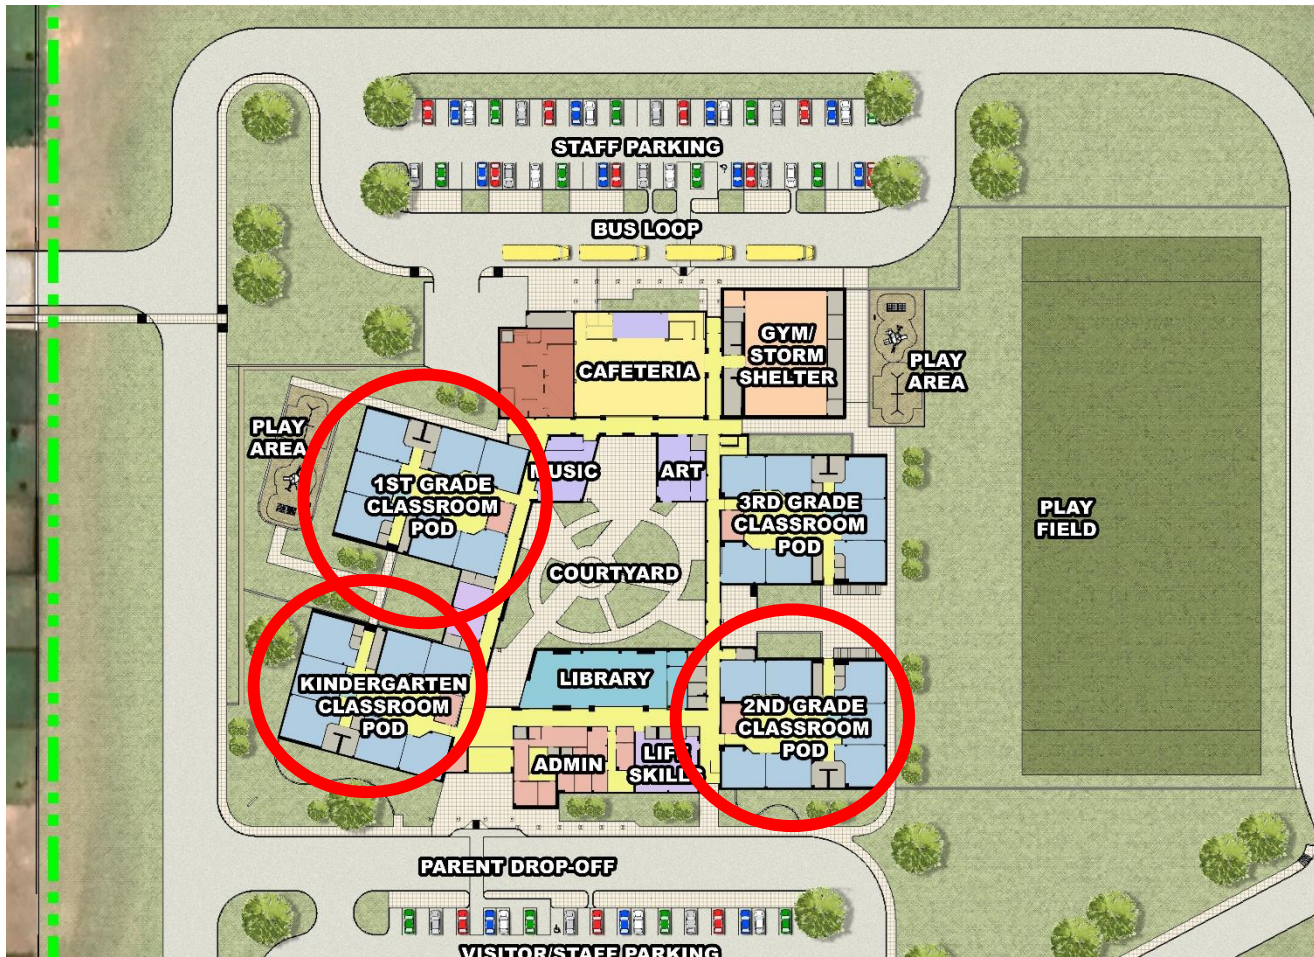 STAFF PARKING
BUS LOOP
GYM/
STORM
SHELTER
CAFETERIA
PLAY
AREA
PLAY
AREA
MUSIC
ART
1ST GRADE
CLASSROOM
POD
3RD GRADE
CLASSROOM
POD
PLAY
FIELD
COURTYARD
KINDERGARTEN
CLASSROOM
POD
LIBRARY
2ND GRADE
CLASSROOM
POD
ADMIN
LIFE
SKILLS
PARENT DROP-OFF
VISITOR/STAFF PARKING